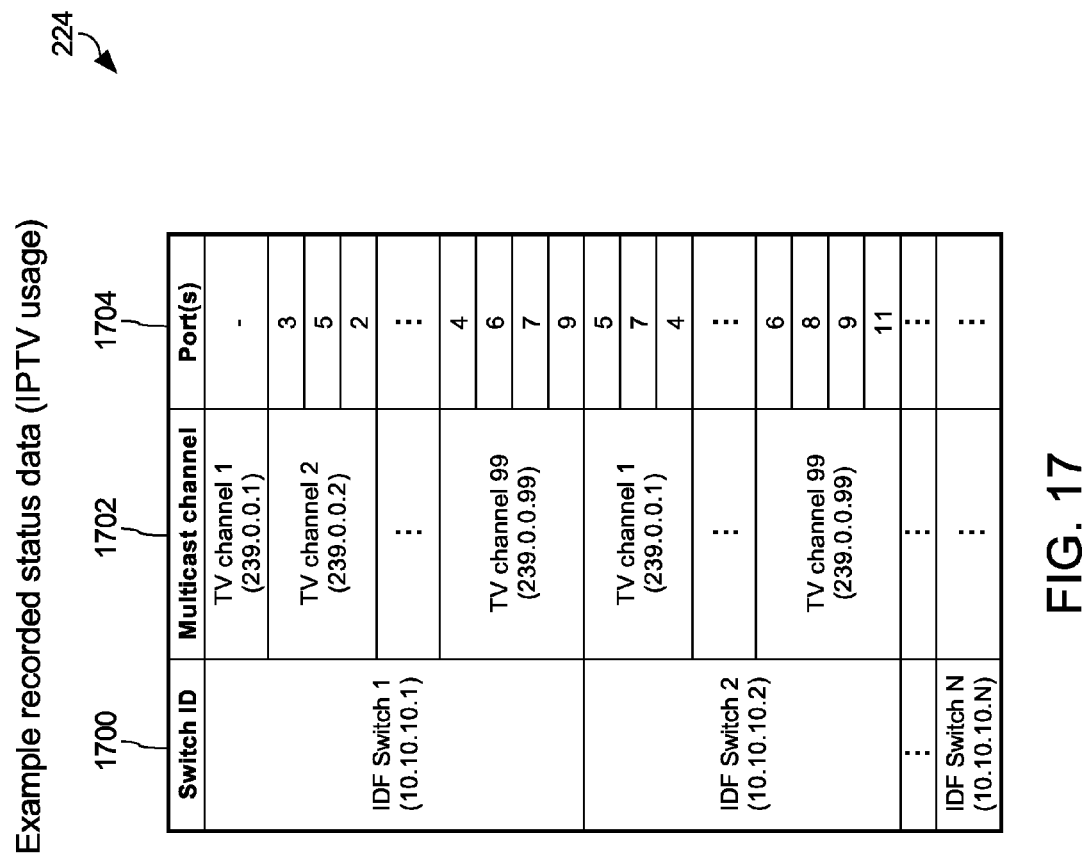 Example recorded status data (IPTV usage)
224
1700
1702
1704
Switch ID
Multicast channel
Port(s)
IDF Switch 1
(10.10.10.1)
TV channel 1
(239.0.0.1)
-
TV channel 2
(239.0.0.2)
3
5
2
...
...
TV channel 99
(239.0.0.99)
4
6
7
9
IDF Switch 2
(10.10.10.2)
TV channel 1
(239.0.0.1)
5
7
4
...
...
TV channel 99
(239.0.0.99)
6
8
9
11
...
...
...
IDF Switch N
(10.10.10.N)
...
...
FIG. 17